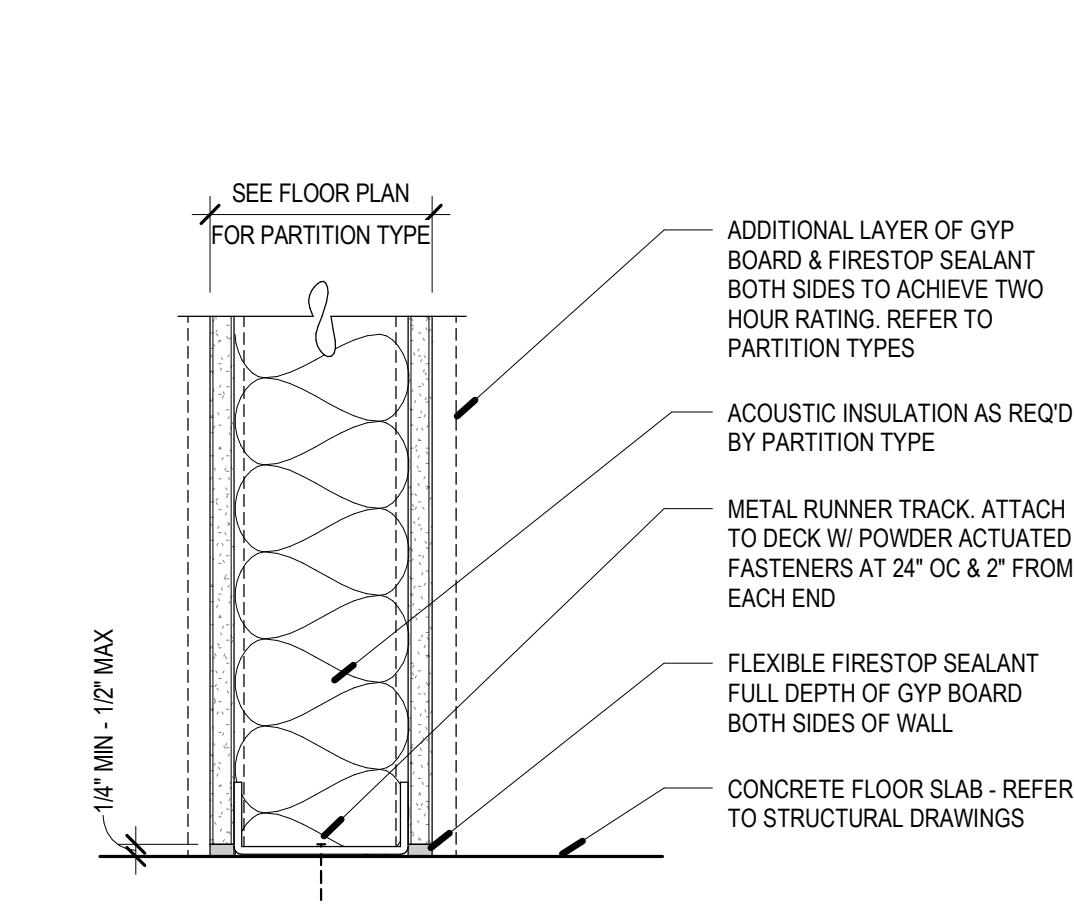 SEE FLOOR PLAN
FOR PARTITION TYPE
ADDITIONAL LAYER OF GYP
BOARD & FIRESTOP SEALANT
BOTH SIDES TO ACHIEVE TWO
HOUR RATING. REFER TO
PARTITION TYPES
ACOUSTIC INSULATION AS REQ'D
BY PARTITION TYPE
METAL RUNNER TRACK. ATTACH
TO DECK W/ POWDER ACTUATED
FASTENERS AT 24" OC & 2" FROM
EACH END
FLEXIBLE FIRESTOP SEALANT
FULL DEPTH OF GYP BOARD
BOTH SIDES OF WALL
CONCRETE FLOOR SLAB - REFER
TO STRUCTURAL DRAWINGS
1/4" MIN - 1/2" MAX